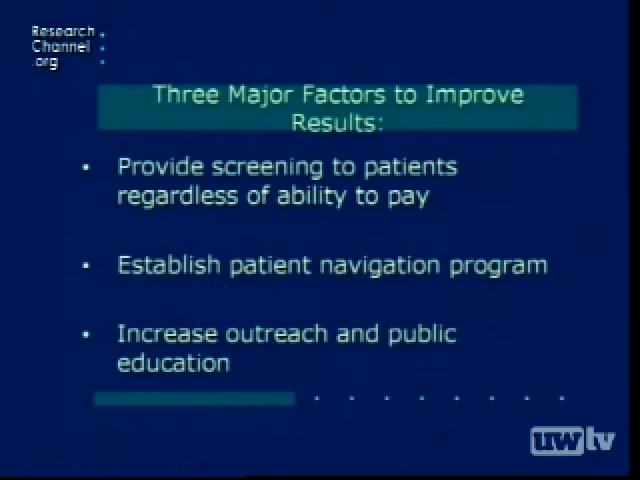 Research
Channel
.org
Three Major Factors to Improve
Results:
• Provide screening to patients
regardless of ability to pay
• Establish patient navigation program
• Increase outreach and public
education
uwtv